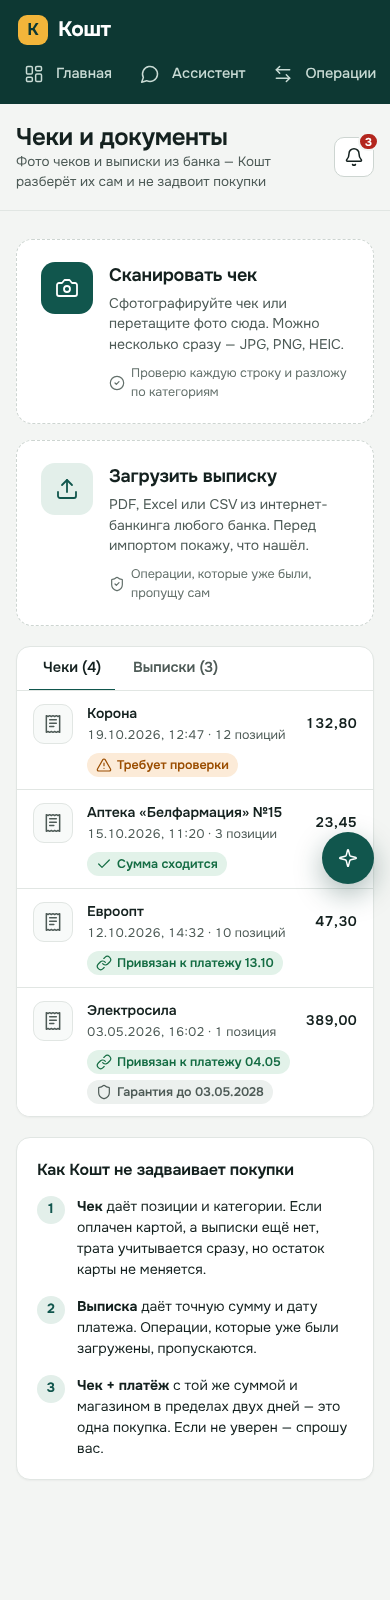 К Кошт
Главная Ассистент Операции
Чеки и документы
Фото чеков и выписки из банка — Кошт
разберёт их сам и не задвоит покупки
3
Сканировать чек
Сфотографируйте чек или
перетащите фото сюда. Можно
несколько сразу — JPG, PNG, HEIC.
Проверю каждую строку и разложу
по категориям
Загрузить выписку
PDF, Excel или CSV из интернет-
банкинга любого банка. Перед
импортом покажу, что нашёл.
Операции, которые уже были,
пропущу сам
Чеки (4) Выписки (3)
Корона
132,80
19.10.2026, 12:47 · 12 позиций
Требует проверки
Аптека «Белфармация» №15
23,45
15.10.2026, 11:20 · 3 позиции
Сумма сходится
Евроопт
47,30
12.10.2026, 14:32 · 10 позиций
Привязан к платежу 13.10
Электросила
389,00
03.05.2026, 16:02 · 1 позиция
Привязан к платежу 04.05
Гарантия до 03.05.2028
Как Кошт не задваивает покупки
1 Чек даёт позиции и категории. Если
оплачен картой, а выписки ещё нет,
трата учитывается сразу, но остаток
карты не меняется.
2 Выписка даёт точную сумму и дату
платежа. Операции, которые уже были
загружены, пропускаются.
3 Чек + платёж с той же суммой и
магазином в пределах двух дней — это
одна покупка. Если не уверен — спрошу
вас.